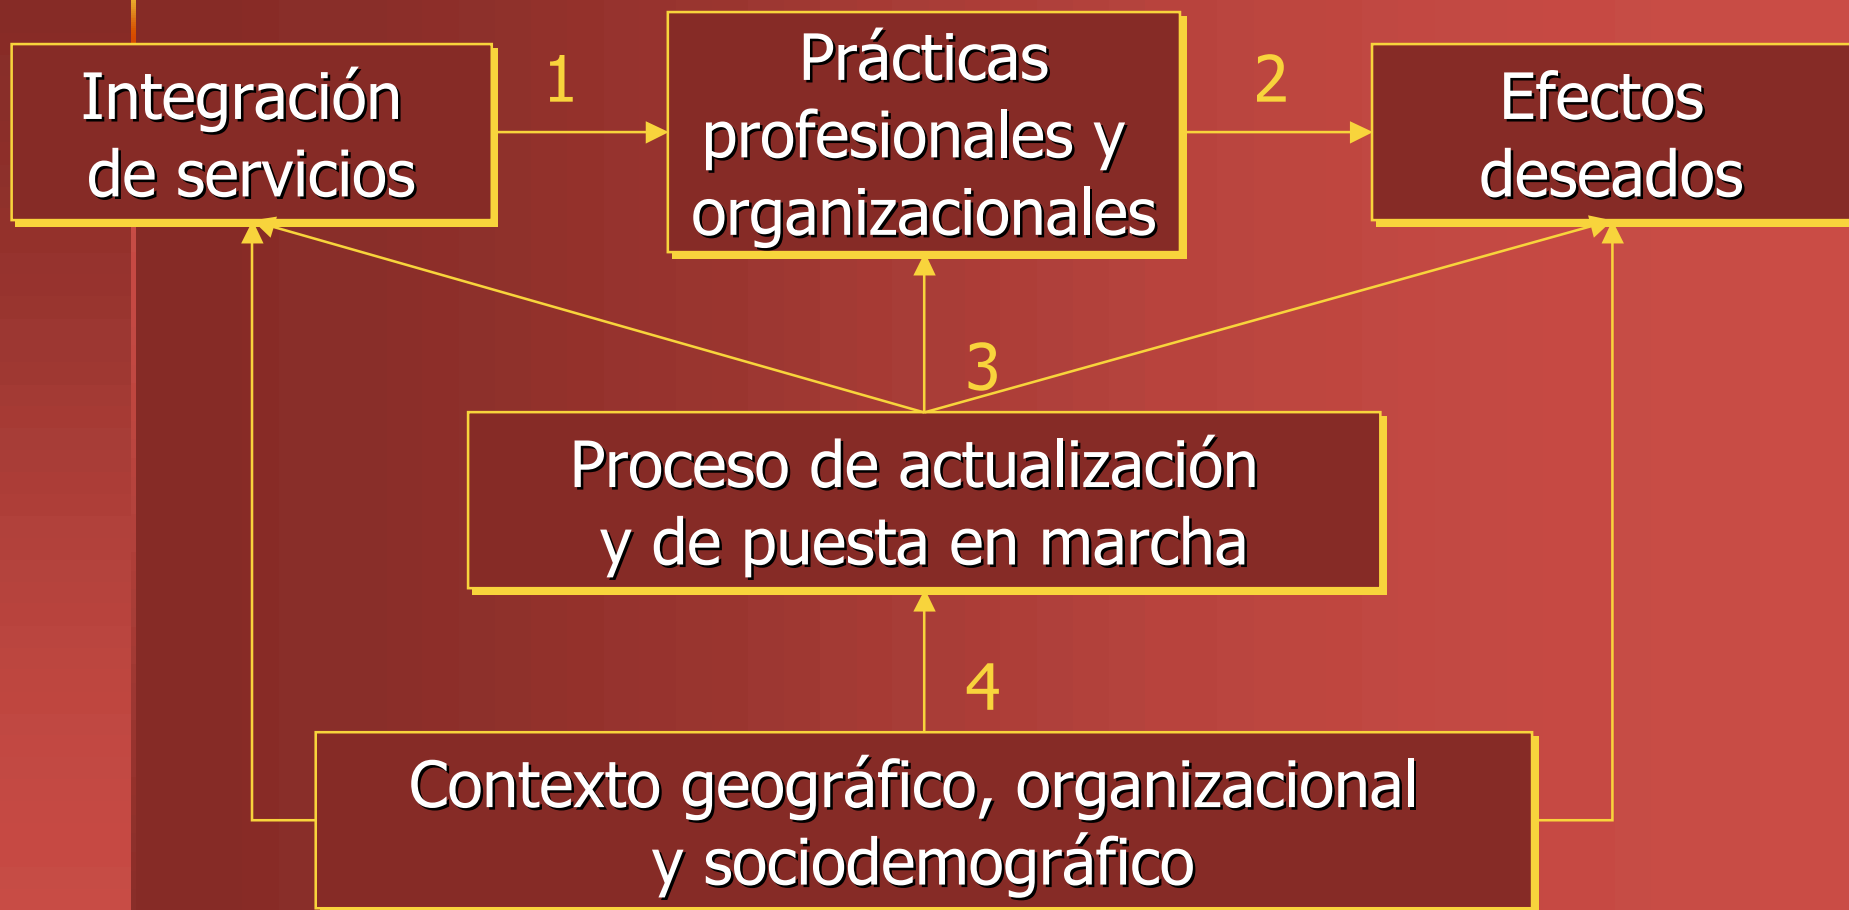 Integración
de servicios
1
Prácticas
profesionales y
organizacionales
2
Efectos
deseados
3
Proceso de actualización
y de puesta en marcha
4
Contexto geográfico, organizacional
y sociodemográfico